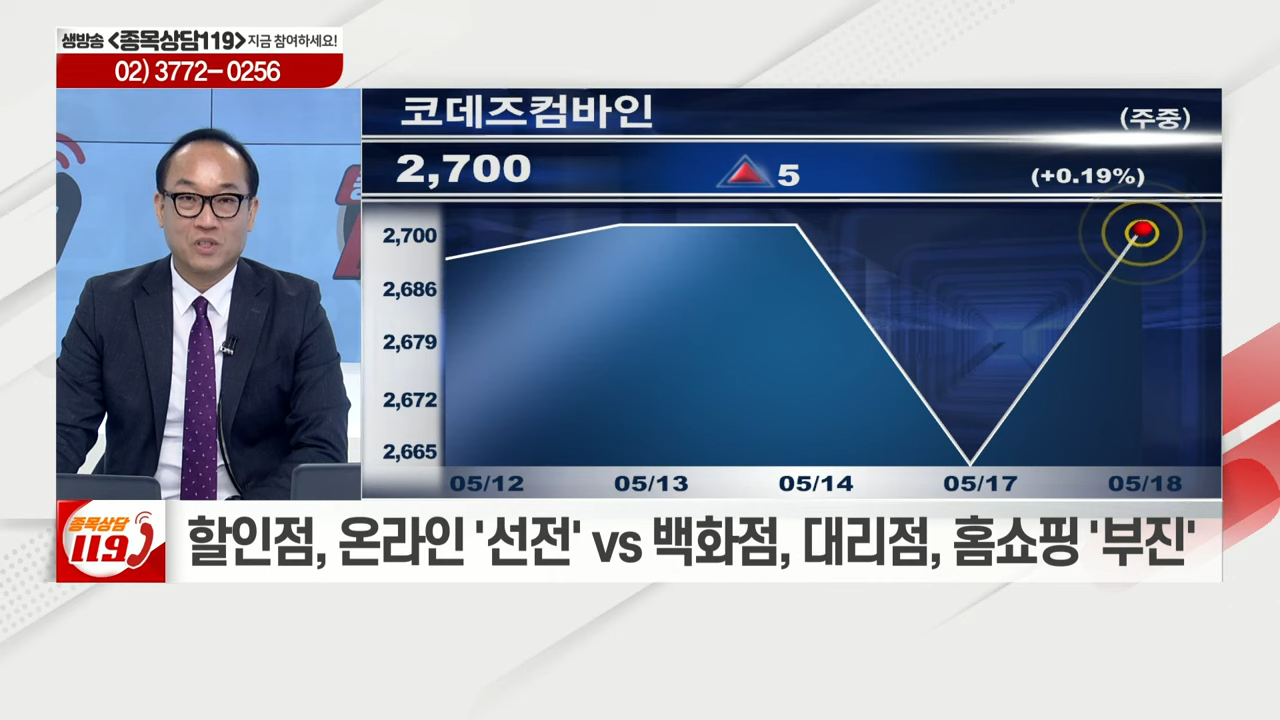 생방송 <종목상담119> 지금 참여하세요!
02) 3772-0256
코데즈컴바인 (주중)
2,700 5 (+0.19%)
2,700
2,686
2,679
2,672
2,665
05/12 05/13 05/14 05/17 05/18
종목상담
119
할인점, 온라인 '선전' vs 백화점, 대리점, 홈쇼핑 '부진'